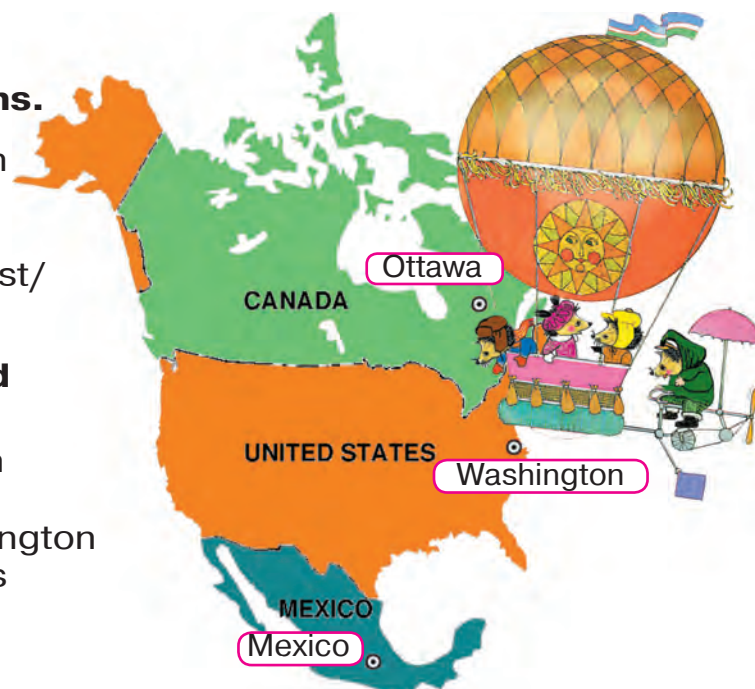 ns.
n
st/
d
n
ngton
s
Ottawa
CANADA
UNITED STATES
Washington
MEXICO
Mexico